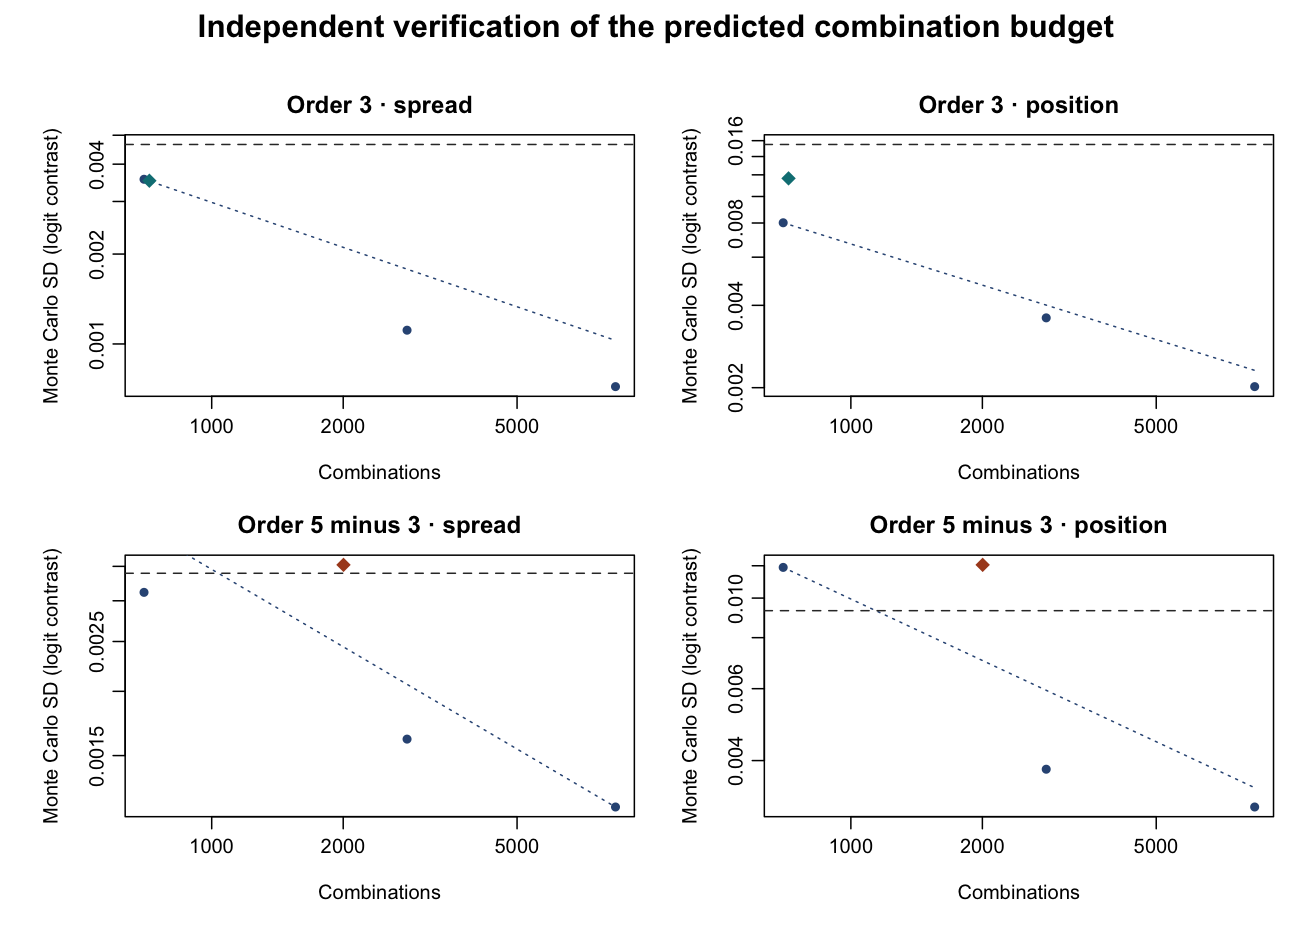 Independent verification of the predicted combination budget
Order 3 · spread
Monte Carlo SD (logit contrast)
0.004
0.002
0.001
1000 2000 5000
Combinations
Order 3 · position
Monte Carlo SD (logit contrast)
0.016
0.008
0.004
0.002
1000 2000 5000
Combinations
Order 5 minus 3 · spread
Monte Carlo SD (logit contrast)
0.0025
0.0015
1000 2000 5000
Combinations
Order 5 minus 3 · position
Monte Carlo SD (logit contrast)
0.010
0.006
0.004
1000 2000 5000
Combinations